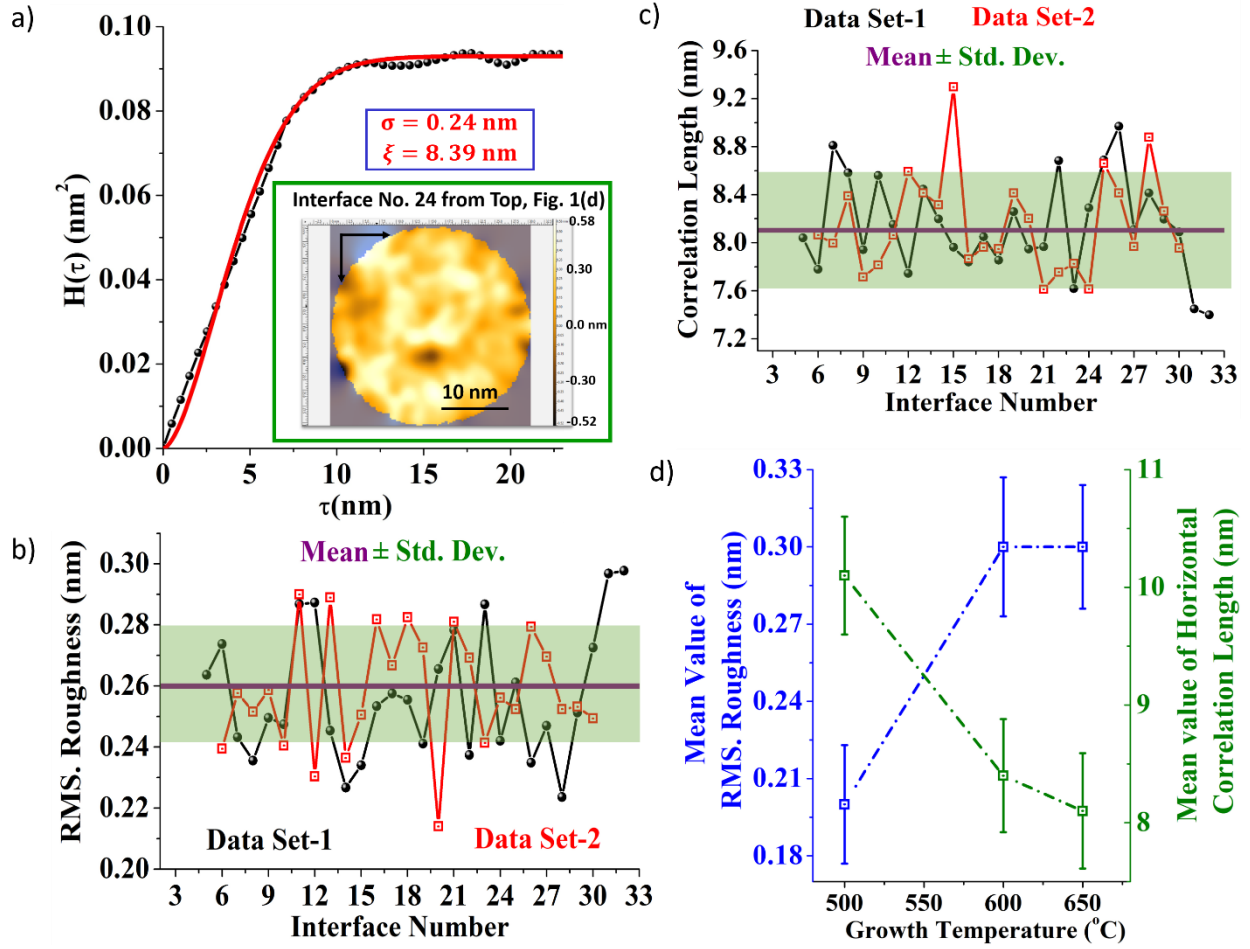 a)
0.10
0.08
0.06
0.04
0.02
0.00
H(τ) (nm²)
0
5
10
15
20
τ(nm)
σ = 0.24 nm
ξ = 8.39 nm
Interface No. 24 from Top, Fig. 1(d)
0.58
0.30
0.0 nm
-0.30
-0.52
10 nm
b)
Mean ± Std. Dev.
0.30
0.28
0.26
0.24
0.22
0.20
RMS. Roughness (nm)
Data Set-1
Data Set-2
3
6
9
12
15
18
21
24
27
30
33
Interface Number
c)
Data Set-1
Data Set-2
Mean ± Std. Dev.
9.6
9.2
8.8
8.4
8.0
7.6
7.2
Correlation Length (nm)
3
6
9
12
15
18
21
24
27
30
33
Interface Number
d)
0.33
0.30
0.27
0.24
0.21
0.18
Mean Value of
RMS. Roughness (nm)
11
10
9
8
Mean value of Horizontal
Correlation Length (nm)
500
550
600
650
Growth Temperature (°C)